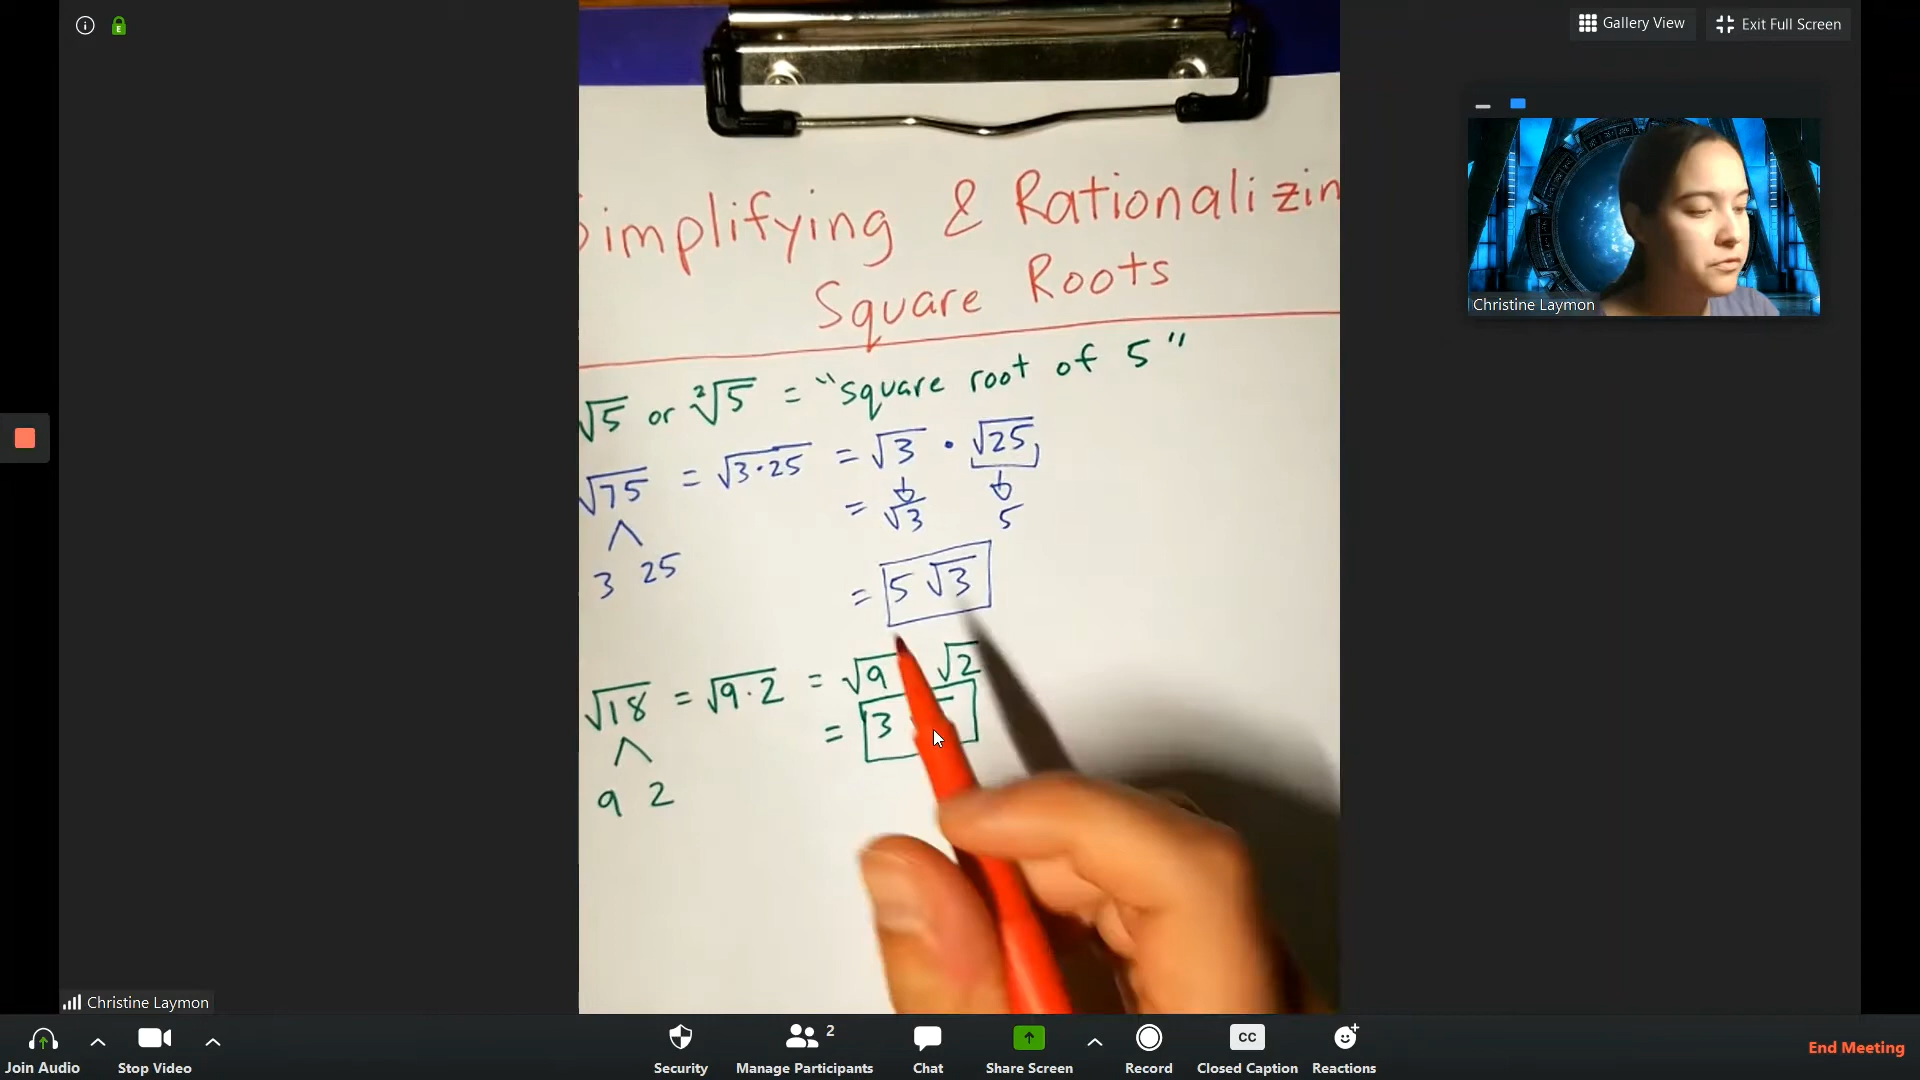 Gallery View
Exit Full Screen
Christine Laymon
Simplifying & Rationalizin
Square Roots
√5 or ²√5 = "square root of 5"
√75 = √3·25 = √3 · √25
= √3 5
3 25
= 5√3
√18 = √9·2 = √9 √2
= 3
9 2
Christine Laymon
Join Audio
Stop Video
Security
Manage Participants
2
Chat
Share Screen
Record
CC
Closed Caption
Reactions
End Meeting